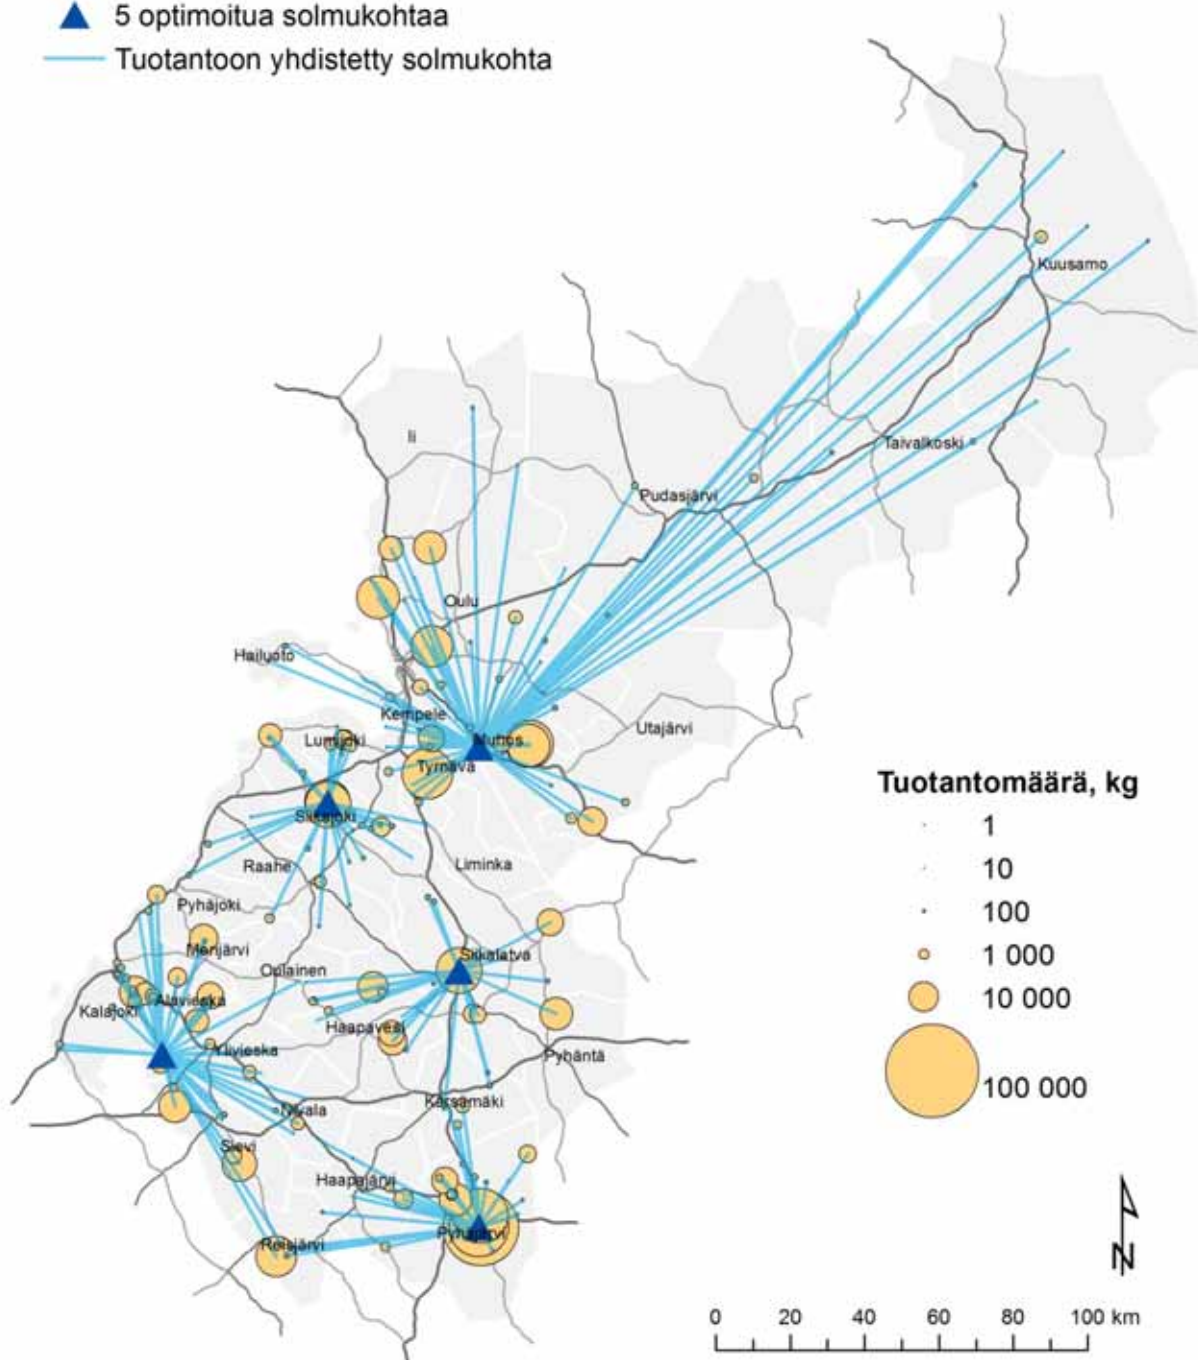 5 optimoitua solmukohtaa
Tuotantoon yhdistetty solmukohta
Kuusamo
Ii
Taivalkoski
Pudasjärvi
Oulu
Hailuoto
Kempele
Utajärvi
Lumijoki
Muhos
Tyrnävä
Siikajoki
Raahe
Liminka
Pyhäjoki
Merijärvi
Siikalatva
Oulainen
Alavieska
Kalajoki
Haapavesi
Ylivieska
Pyhäntä
Nivala
Kärsämäki
Sievi
Haapajärvi
Pyhäjärvi
Reisjärvi
Tuotantomäärä, kg
1
10
100
1 000
10 000
100 000
N
0 20 40 60 80 100 km